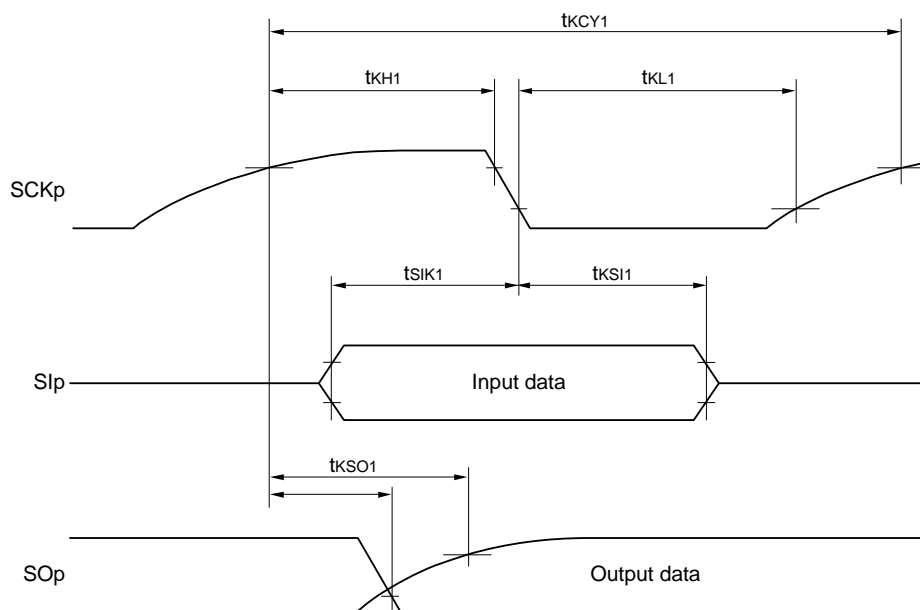 tKCY1
tKH1
tKL1
SCKp
tSIK1
tKSI1
SIp
Input data
tKSO1
SOp
Output data